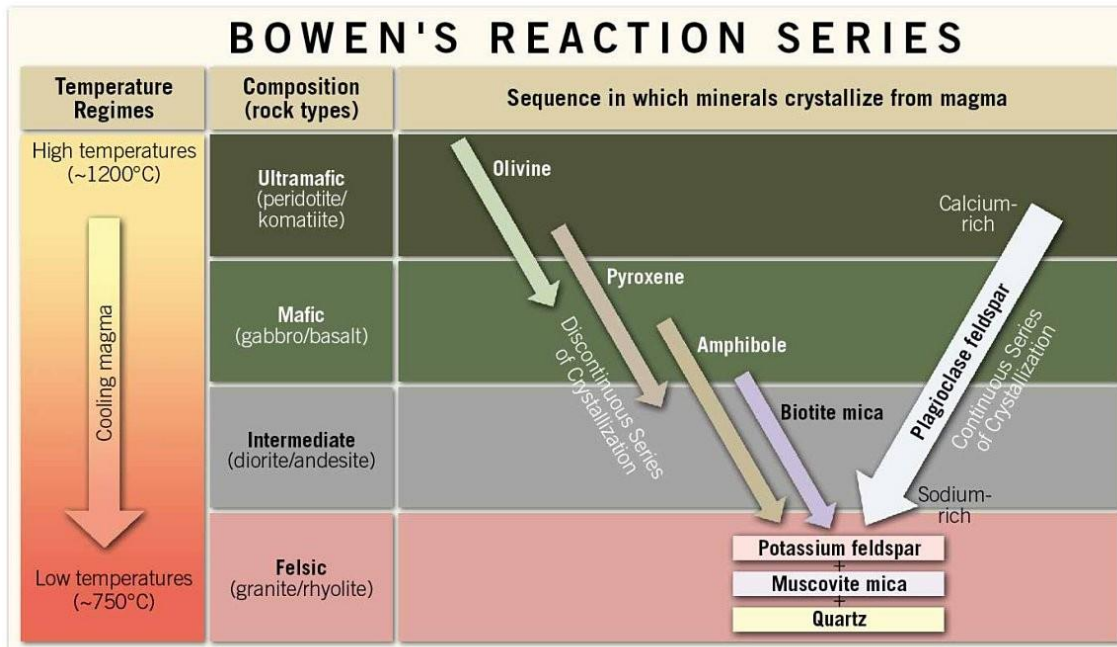 BOWEN'S REACTION SERIES
Temperature
Regimes
Composition
(rock types)
Sequence in which minerals crystallize from magma
High temperatures
(~1200°C)
Cooling magma
Low temperatures
(~750°C)
Ultramafic
(peridotite/
komatiite)
Mafic
(gabbro/basalt)
Intermediate
(diorite/andesite)
Felsic
(granite/rhyolite)
Olivine
Pyroxene
Amphibole
Biotite mica
Discontinuous Series
of Crystallization
Calcium-
rich
Plagioclase feldspar
Continuous Series
of Crystallization
Sodium-
rich
Potassium feldspar
+
Muscovite mica
+
Quartz